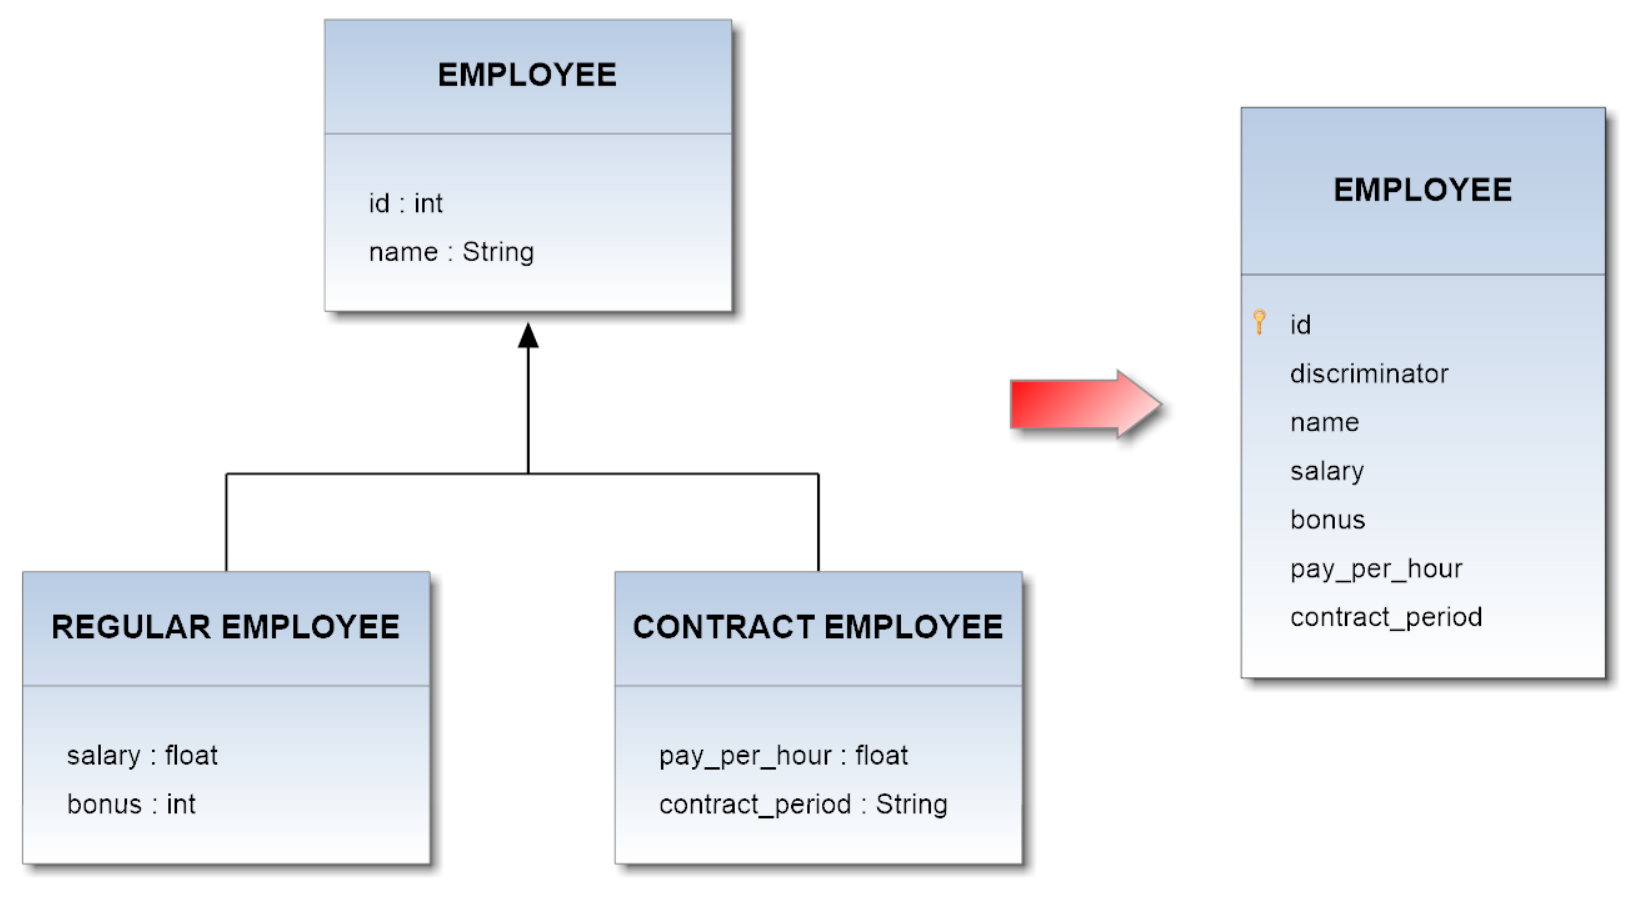 EMPLOYEE
id : int
name : String
REGULAR EMPLOYEE
salary : float
bonus : int
CONTRACT EMPLOYEE
pay_per_hour : float
contract_period : String
EMPLOYEE
id
discriminator
name
salary
bonus
pay_per_hour
contract_period